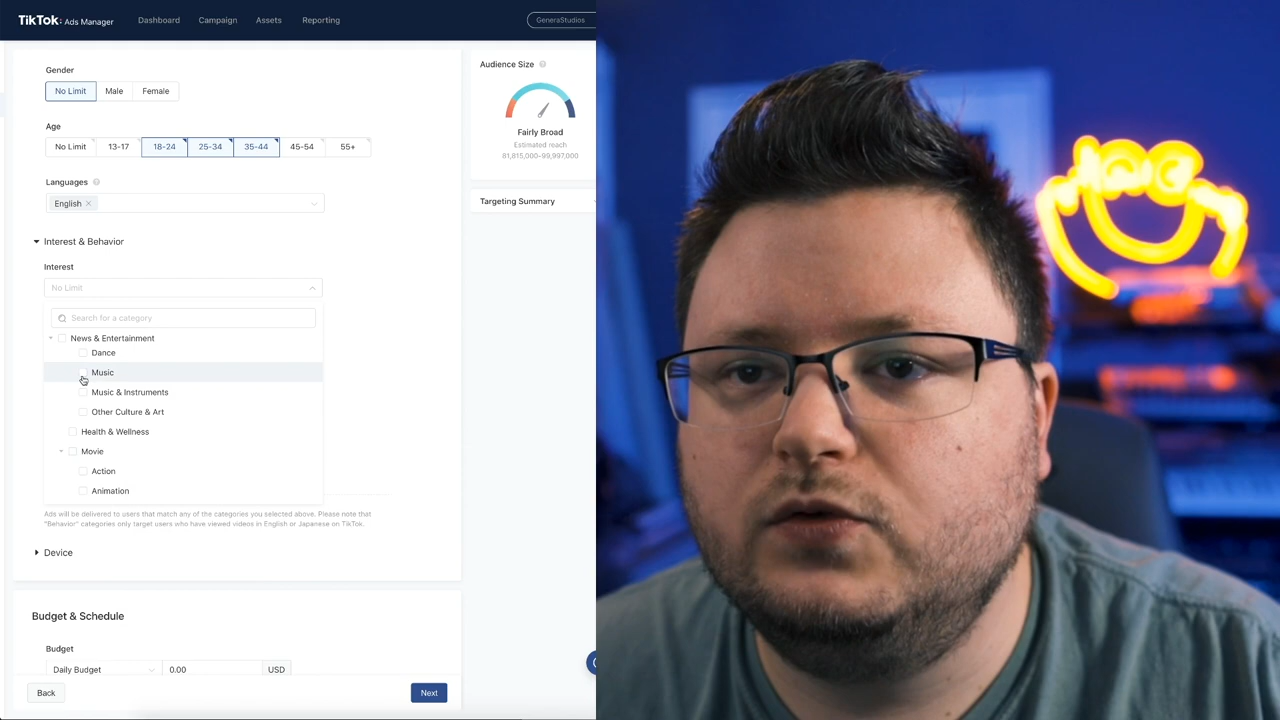 TikTok: Ads Manager
Dashboard
Campaign
Assets
Reporting
GeneraStudios
Gender
No Limit
Male
Female
Age
No Limit
13-17
18-24
25-34
35-44
45-54
55+
Languages
English
Interest & Behavior
Interest
No Limit
Search for a category
News & Entertainment
Dance
Music
Music & Instruments
Other Culture & Art
Health & Wellness
Movie
Action
Animation
Ads will be delivered to users that match any of the categories you selected above. Please note that
"Behavior" categories only target users who have viewed videos in English or Japanese on TikTok.
Device
Budget & Schedule
Budget
Daily Budget
0.00
USD
Back
Next
Audience Size
Fairly Broad
Estimated reach
81,815,000-99,997,000
Targeting Summary